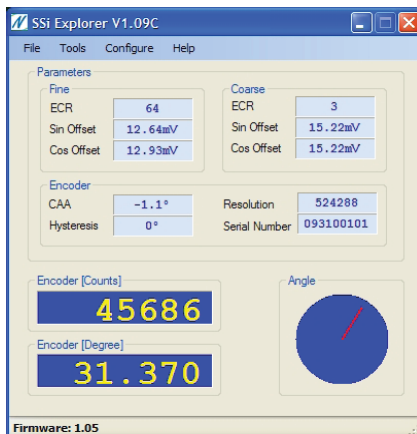 SSi Explorer V1.09C
File Tools Configure Help
Parameters
Fine
ECR 64
Sin Offset 12.64mV
Cos Offset 12.93mV
Coarse
ECR 3
Sin Offset 15.22mV
Cos Offset 15.22mV
Encoder
CAA -1.1°
Hysteresis 0°
Resolution 524288
Serial Number 093100101
Encoder [Counts]
45686
Encoder [Degree]
31.370
Angle
Firmware: 1.05